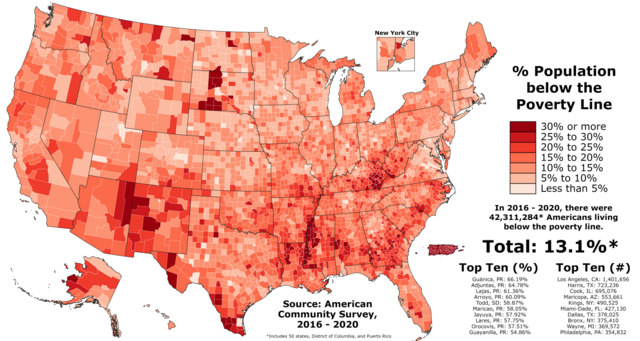 New York City
% Population
below the
Poverty Line
30% or more
25% to 30%
20% to 25%
15% to 20%
10% to 15%
5% to 10%
Less than 5%
In 2016 - 2020, there were
42,311,284* Americans living
below the poverty line.
Total: 13.1%*
Top Ten (%)
Guánica, PR: 66.19%
Adjuntas, PR: 64.78%
Lajas, PR: 61.36%
Arroyo, PR: 60.09%
Todd, SD: 58.87%
Maricao, PR: 58.05%
Jayuya, PR: 57.92%
Lares, PR: 57.75%
Orocovis, PR: 57.51%
Guayanilla, PR: 54.86%
Top Ten (#)
Los Angeles, CA: 1,401,656
Harris, TX: 723,236
Cook, IL: 695,076
Maricopa, AZ: 553,661
Kings, NY: 490,525
Miami-Dade, FL: 427,130
Dallas, TX: 378,025
Bronx, NY: 375,410
Wayne, MI: 369,572
Philadelphia, PA: 354,832
Source: American
Community Survey,
2016 - 2020
*Includes 50 states, District of Columbia, and Puerto Rico